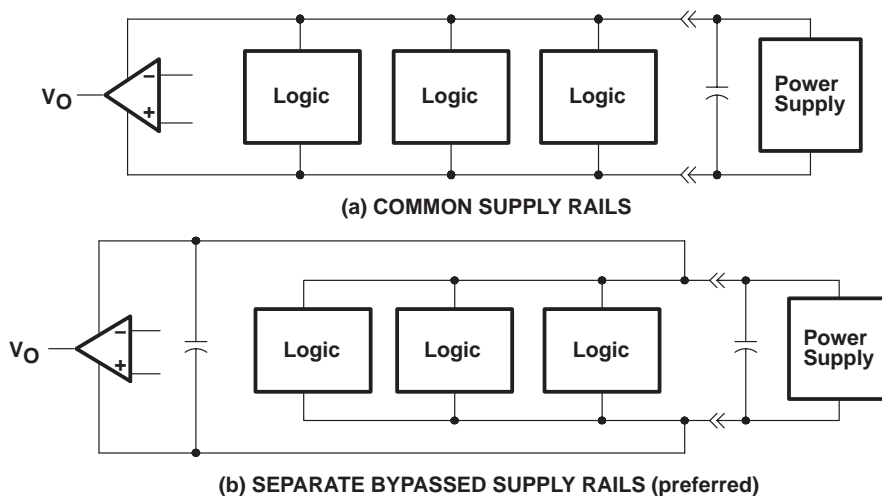 Logic Logic Logic
Power
Supply
VO
−
+
(a) COMMON SUPPLY RAILS
Logic Logic Logic
Power
Supply
VO
−
+
(b) SEPARATE BYPASSED SUPPLY RAILS (preferred)